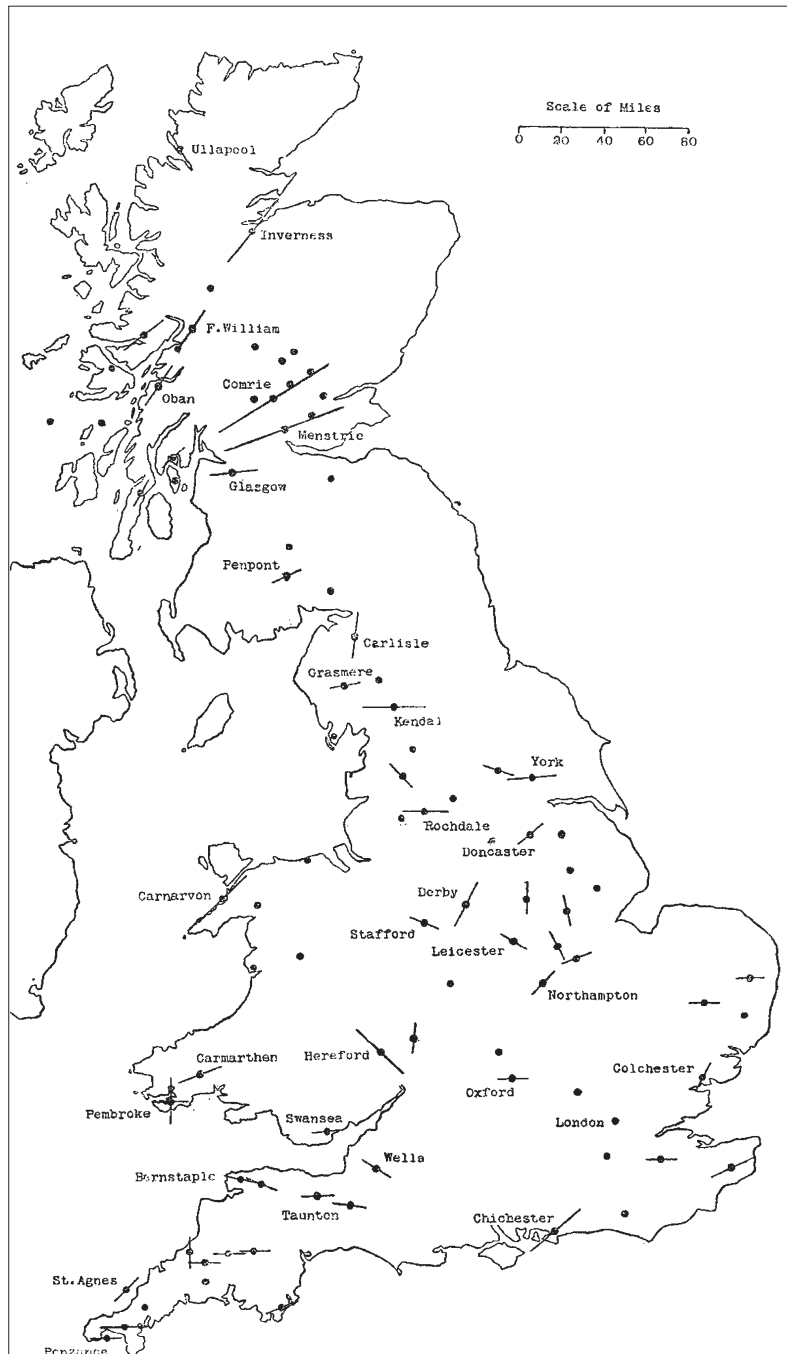 Scale of Miles
0 20 40 60 80
Ullapool
Inverness
F.William
Comrie
Oban
Menstric
Glasgow
Penpont
Carlisle
Grasmere
Kendal
York
Rochdale
Doncaster
Carnarvon
Derby
Stafford
Leicester
Northampton
Carmarthen
Hereford
Colchester
Pembroke
Oxford
Swansea
London
Wells
Barnstaple
Taunton
Chichester
St.Agnes
Penzance